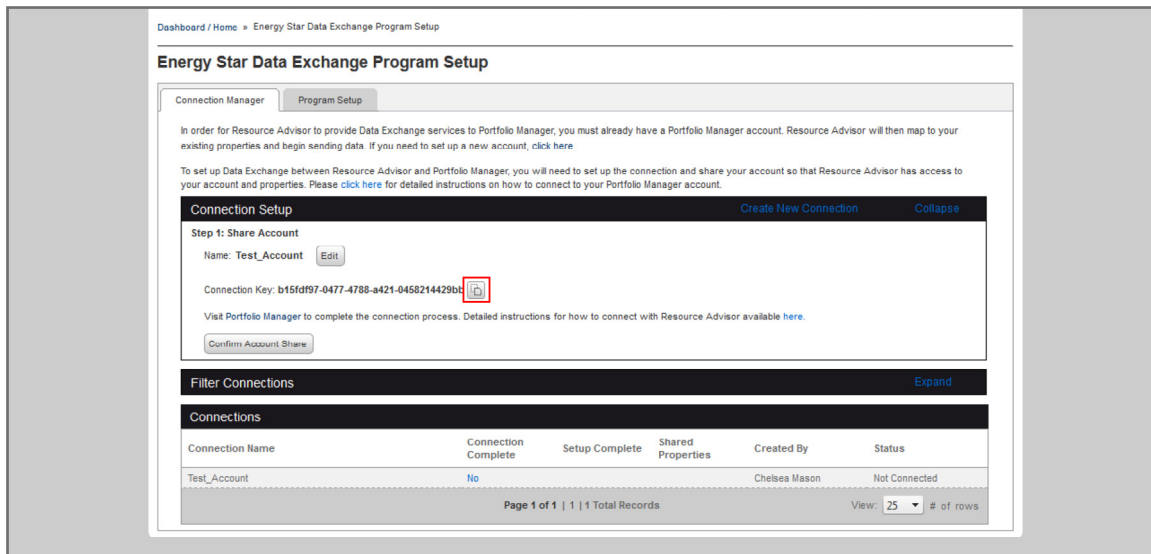 Dashboard / Home » Energy Star Data Exchange Program Setup
Energy Star Data Exchange Program Setup
Connection Manager Program Setup
In order for Resource Advisor to provide Data Exchange services to Portfolio Manager, you must already have a Portfolio Manager account. Resource Advisor will then map to your
existing properties and begin sending data. If you need to set up a new account, click here
To set up Data Exchange between Resource Advisor and Portfolio Manager, you will need to set up the connection and share your account so that Resource Advisor has access to
your account and properties. Please click here for detailed instructions on how to connect to your Portfolio Manager account.
Connection Setup Create New Connection Collapse
Step 1: Share Account
Name: Test_Account Edit
Connection Key: b15fdf97-0477-4788-a421-0458214429bb
Visit Portfolio Manager to complete the connection process. Detailed instructions for how to connect with Resource Advisor available here.
Confirm Account Share
Filter Connections Expand
Connections
Connection Name Connection Complete Setup Complete Shared Properties Created By Status
Test_Account No Chelsea Mason Not Connected
Page 1 of 1 | 1 | 1 Total Records View: 25 # of rows